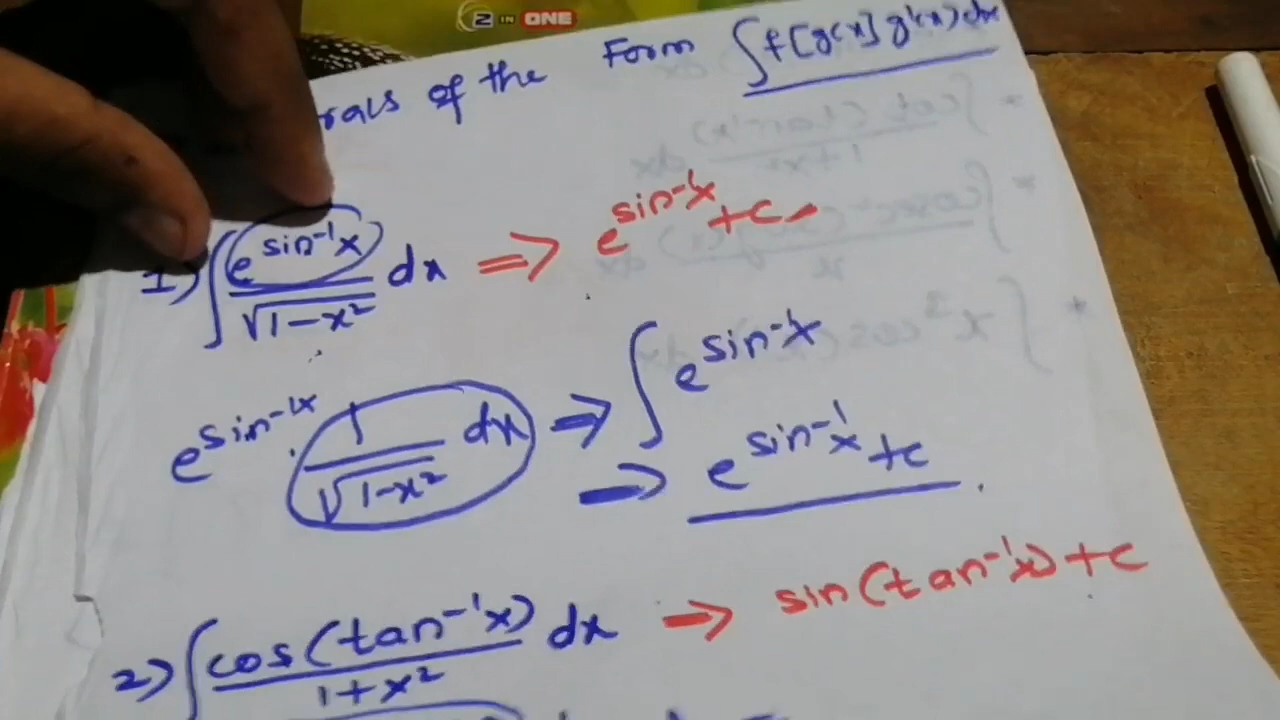 2 IN ONE
of the Form ∫f[g(x)] g'(x)dx
1) ∫ e^sin⁻¹x / √1-x² dx ⇒ e^sin⁻¹x +c
e^sin⁻¹x . 1 / √1-x² dx ⇒ ∫ e^sin⁻¹x
⇒ e^sin⁻¹x +c
2) ∫ cos(tan⁻¹x) / 1+x² dx ⇒ sin(tan⁻¹x)+c